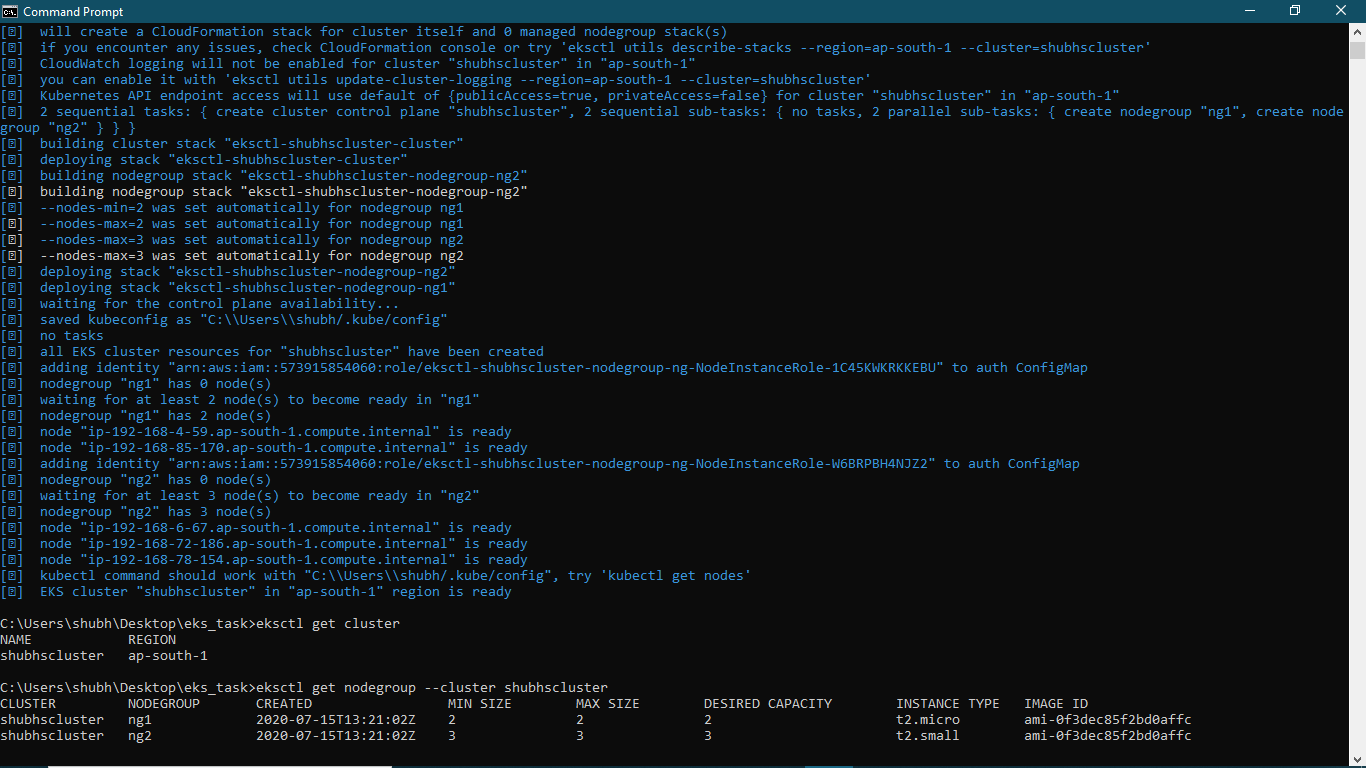 Command Prompt
[?]  will create a CloudFormation stack for cluster itself and 0 managed nodegroup stack(s)
[?]  if you encounter any issues, check CloudFormation console or try 'eksctl utils describe-stacks --region=ap-south-1 --cluster=shubhscluster'
[?]  CloudWatch logging will not be enabled for cluster "shubhscluster" in "ap-south-1"
[?]  you can enable it with 'eksctl utils update-cluster-logging --region=ap-south-1 --cluster=shubhscluster'
[?]  Kubernetes API endpoint access will use default of {publicAccess=true, privateAccess=false} for cluster "shubhscluster" in "ap-south-1"
[?]  2 sequential tasks: { create cluster control plane "shubhscluster", 2 sequential sub-tasks: { no tasks, 2 parallel sub-tasks: { create nodegroup "ng1", create node
group "ng2" } } }
[?]  building cluster stack "eksctl-shubhscluster-cluster"
[?]  deploying stack "eksctl-shubhscluster-cluster"
[?]  building nodegroup stack "eksctl-shubhscluster-nodegroup-ng2"
[?]  building nodegroup stack "eksctl-shubhscluster-nodegroup-ng2"
[?]  --nodes-min=2 was set automatically for nodegroup ng1
[?]  --nodes-max=2 was set automatically for nodegroup ng1
[?]  --nodes-max=3 was set automatically for nodegroup ng2
[?]  --nodes-max=3 was set automatically for nodegroup ng2
[?]  deploying stack "eksctl-shubhscluster-nodegroup-ng2"
[?]  deploying stack "eksctl-shubhscluster-nodegroup-ng1"
[?]  waiting for the control plane availability...
[?]  saved kubeconfig as "C:\\Users\\shubh/.kube/config"
[?]  no tasks
[?]  all EKS cluster resources for "shubhscluster" have been created
[?]  adding identity "arn:aws:iam::573915854060:role/eksctl-shubhscluster-nodegroup-ng-NodeInstanceRole-1C45KWKRKKEBU" to auth ConfigMap
[?]  nodegroup "ng1" has 0 node(s)
[?]  waiting for at least 2 node(s) to become ready in "ng1"
[?]  nodegroup "ng1" has 2 node(s)
[?]  node "ip-192-168-4-59.ap-south-1.compute.internal" is ready
[?]  node "ip-192-168-85-170.ap-south-1.compute.internal" is ready
[?]  adding identity "arn:aws:iam::573915854060:role/eksctl-shubhscluster-nodegroup-ng-NodeInstanceRole-W6BRPBH4NJZ2" to auth ConfigMap
[?]  nodegroup "ng2" has 0 node(s)
[?]  waiting for at least 3 node(s) to become ready in "ng2"
[?]  nodegroup "ng2" has 3 node(s)
[?]  node "ip-192-168-6-67.ap-south-1.compute.internal" is ready
[?]  node "ip-192-168-72-186.ap-south-1.compute.internal" is ready
[?]  node "ip-192-168-78-154.ap-south-1.compute.internal" is ready
[?]  kubectl command should work with "C:\\Users\\shubh/.kube/config", try 'kubectl get nodes'
[?]  EKS cluster "shubhscluster" in "ap-south-1" region is ready
C:\Users\shubh\Desktop\eks_task>eksctl get cluster
NAME            REGION
shubhscluster   ap-south-1
C:\Users\shubh\Desktop\eks_task>eksctl get nodegroup --cluster shubhscluster
CLUSTER         NODEGROUP       CREATED                 MIN SIZE        MAX SIZE        DESIRED CAPACITY        INSTANCE TYPE   IMAGE ID
shubhscluster   ng1             2020-07-15T13:21:02Z    2               2               2                       t2.micro        ami-0f3dec85f2bd0affc
shubhscluster   ng2             2020-07-15T13:21:02Z    3               3               3                       t2.small        ami-0f3dec85f2bd0affc